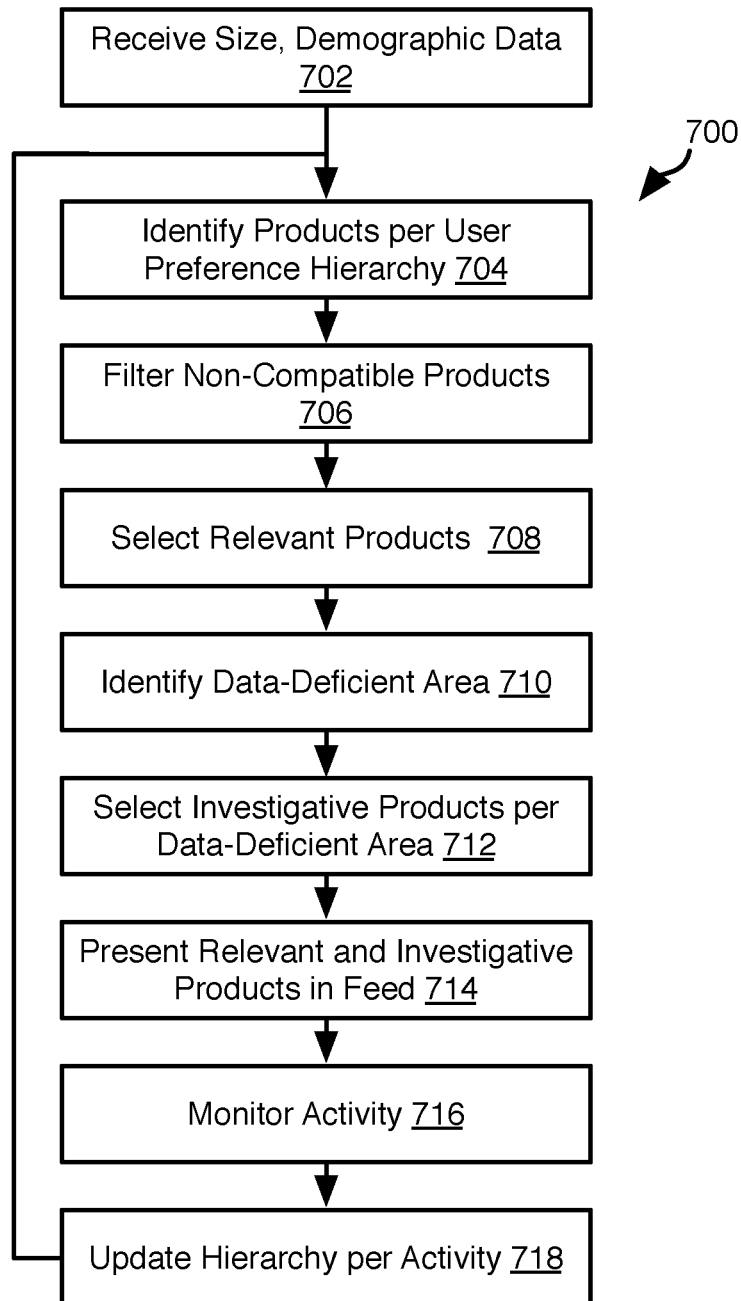 Receive Size, Demographic Data
702
700
Identify Products per User
Preference Hierarchy 704
Filter Non-Compatible Products
706
Select Relevant Products 708
Identify Data-Deficient Area 710
Select Investigative Products per
Data-Deficient Area 712
Present Relevant and Investigative
Products in Feed 714
Monitor Activity 716
Update Hierarchy per Activity 718